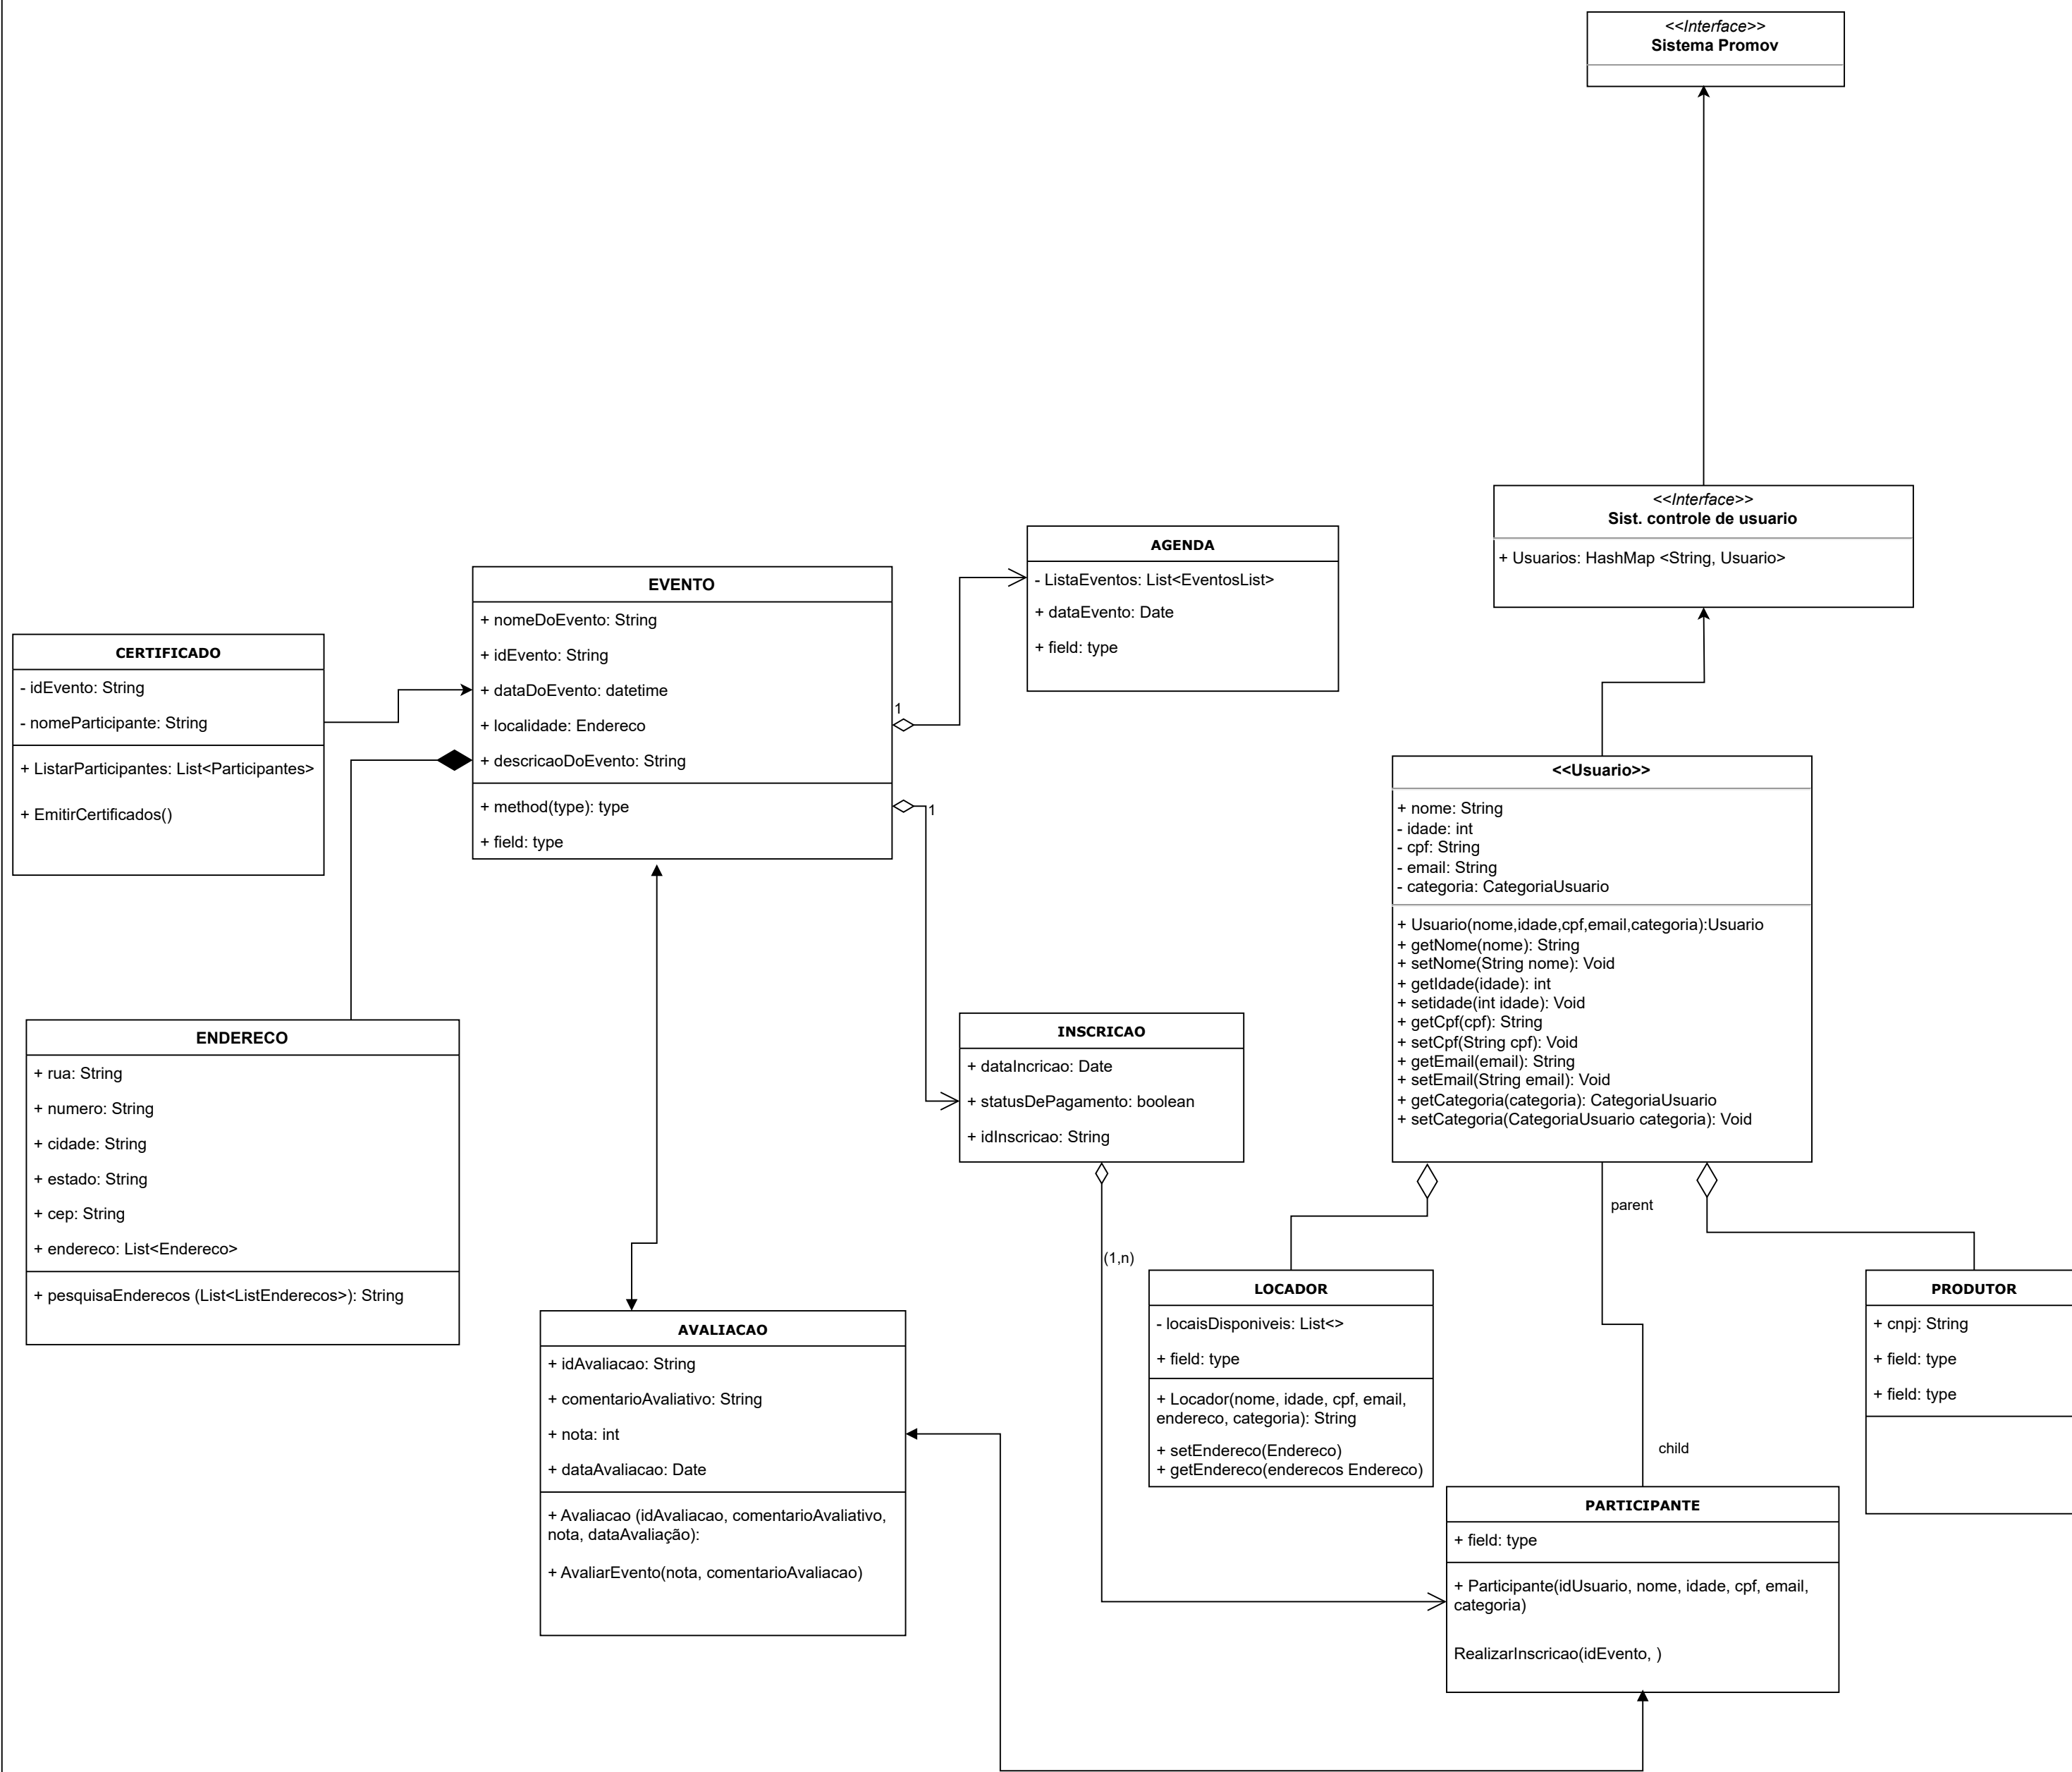 <<Interface>>
Sistema Promov
<<Interface>>
Sist. controle de usuario
+ Usuarios: HashMap <String, Usuario>
AGENDA
- ListaEventos: List<EventosList>
+ dataEvento: Date
+ field: type
EVENTO
+ nomeDoEvento: String
+ idEvento: String
+ dataDoEvento: datetime
+ localidade: Endereco
+ descricaoDoEvento: String
+ method(type): type
+ field: type
1
1
CERTIFICADO
- idEvento: String
- nomeParticipante: String
+ ListarParticipantes: List<Participantes>
+ EmitirCertificados()
<<Usuario>>
+ nome: String
- idade: int
- cpf: String
- email: String
- categoria: CategoriaUsuario
+ Usuario(nome,idade,cpf,email,categoria):Usuario
+ getNome(nome): String
+ setNome(String nome): Void
+ getIdade(idade): int
+ setidade(int idade): Void
+ getCpf(cpf): String
+ setCpf(String cpf): Void
+ getEmail(email): String
+ setEmail(String email): Void
+ getCategoria(categoria): CategoriaUsuario
+ setCategoria(CategoriaUsuario categoria): Void
ENDERECO
+ rua: String
+ numero: String
+ cidade: String
+ estado: String
+ cep: String
+ endereco: List<Endereco>
+ pesquisaEnderecos (List<ListEnderecos>): String
INSCRICAO
+ dataIncricao: Date
+ statusDePagamento: boolean
+ idInscricao: String
(1,n)
parent
child
LOCADOR
- locaisDisponiveis: List<>
+ field: type
+ Locador(nome, idade, cpf, email,
endereco, categoria): String
+ setEndereco(Endereco)
+ getEndereco(enderecos Endereco)
PRODUTOR
+ cnpj: String
+ field: type
+ field: type
AVALIACAO
+ idAvaliacao: String
+ comentarioAvaliativo: String
+ nota: int
+ dataAvaliacao: Date
+ Avaliacao (idAvaliacao, comentarioAvaliativo,
nota, dataAvaliação):
+ AvaliarEvento(nota, comentarioAvaliacao)
PARTICIPANTE
+ field: type
+ Participante(idUsuario, nome, idade, cpf, email,
categoria)
RealizarInscricao(idEvento, )